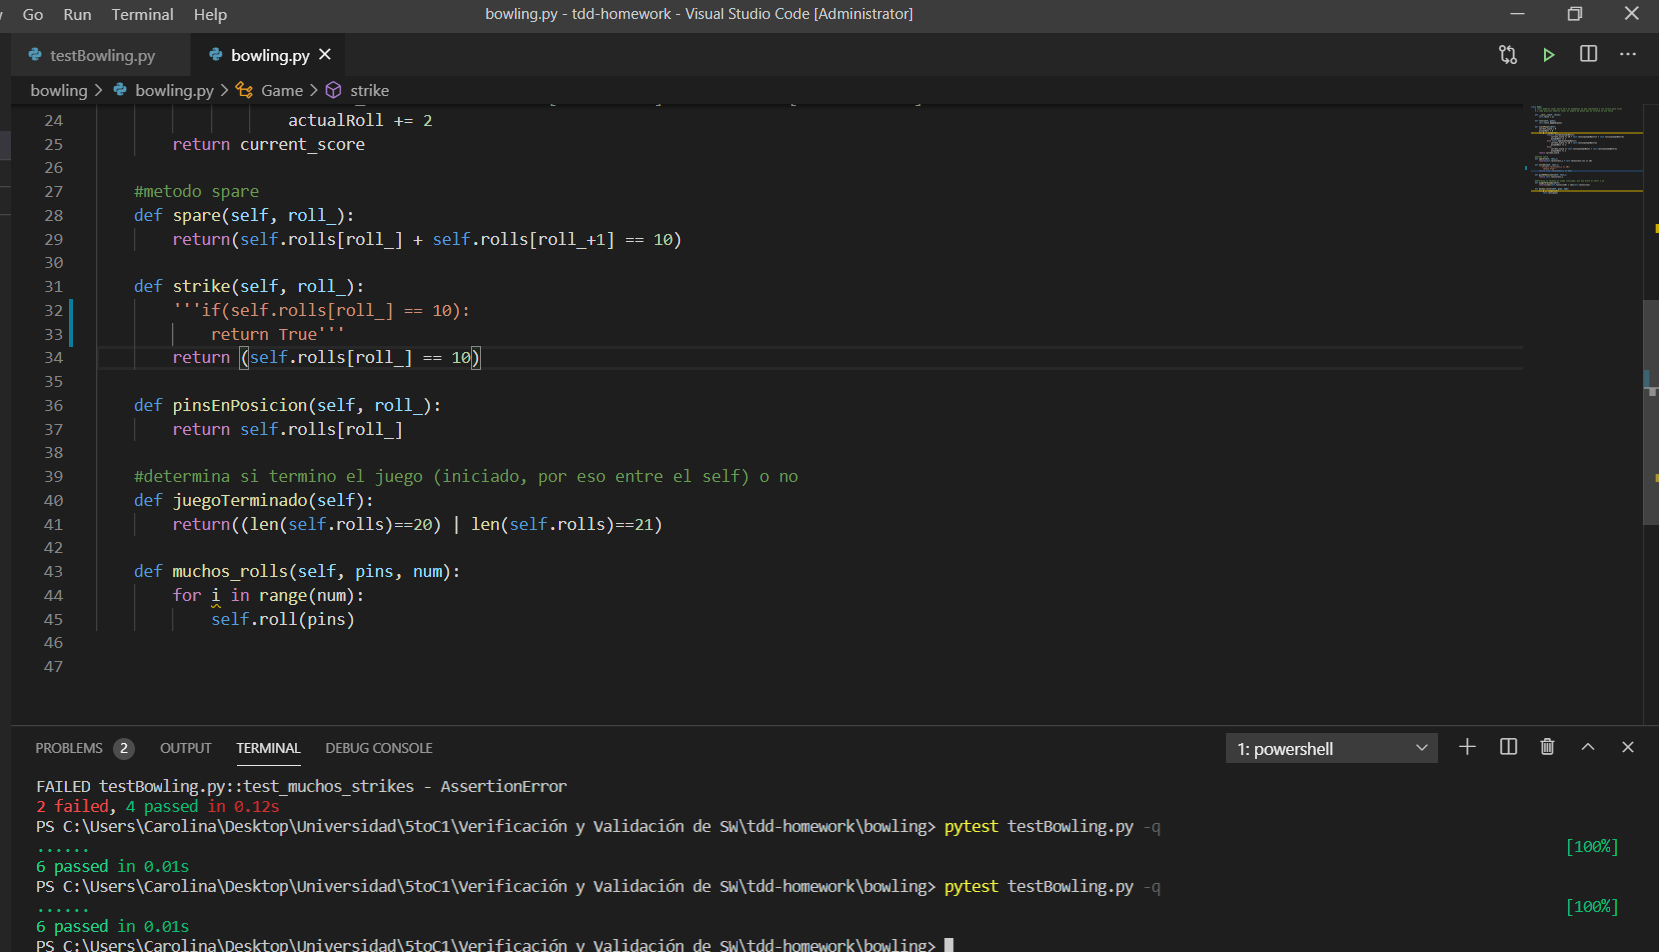 Go Run Terminal Help bowling.py - tdd-homework - Visual Studio Code [Administrator]
testBowling.py bowling.py
bowling > bowling.py > Game > strike
24 actualRoll += 2
25 return current_score
26
27 #metodo spare
28 def spare(self, roll_):
29 return(self.rolls[roll_] + self.rolls[roll_+1] == 10)
30
31 def strike(self, roll_):
32 '''if(self.rolls[roll_] == 10):
33 return True'''
34 return (self.rolls[roll_] == 10)
35
36 def pinsEnPosicion(self, roll_):
37 return self.rolls[roll_]
38
39 #determina si termino el juego (iniciado, por eso entre el self) o no
40 def juegoTerminado(self):
41 return((len(self.rolls)==20) | len(self.rolls)==21)
42
43 def muchos_rolls(self, pins, num):
44 for i in range(num):
45 self.roll(pins)
46
47
PROBLEMS 2 OUTPUT TERMINAL DEBUG CONSOLE 1: powershell
FAILED testBowling.py::test_muchos_strikes - AssertionError
2 failed, 4 passed in 0.12s
PS C:\Users\Carolina\Desktop\Universidad\5toC1\Verificación y Validación de SW\tdd-homework\bowling> pytest testBowling.py -q
...... [100%]
6 passed in 0.01s
PS C:\Users\Carolina\Desktop\Universidad\5toC1\Verificación y Validación de SW\tdd-homework\bowling> pytest testBowling.py -q
...... [100%]
6 passed in 0.01s
PS C:\Users\Carolina\Desktop\Universidad\5toC1\Verificación y Validación de SW\tdd-homework\bowling>